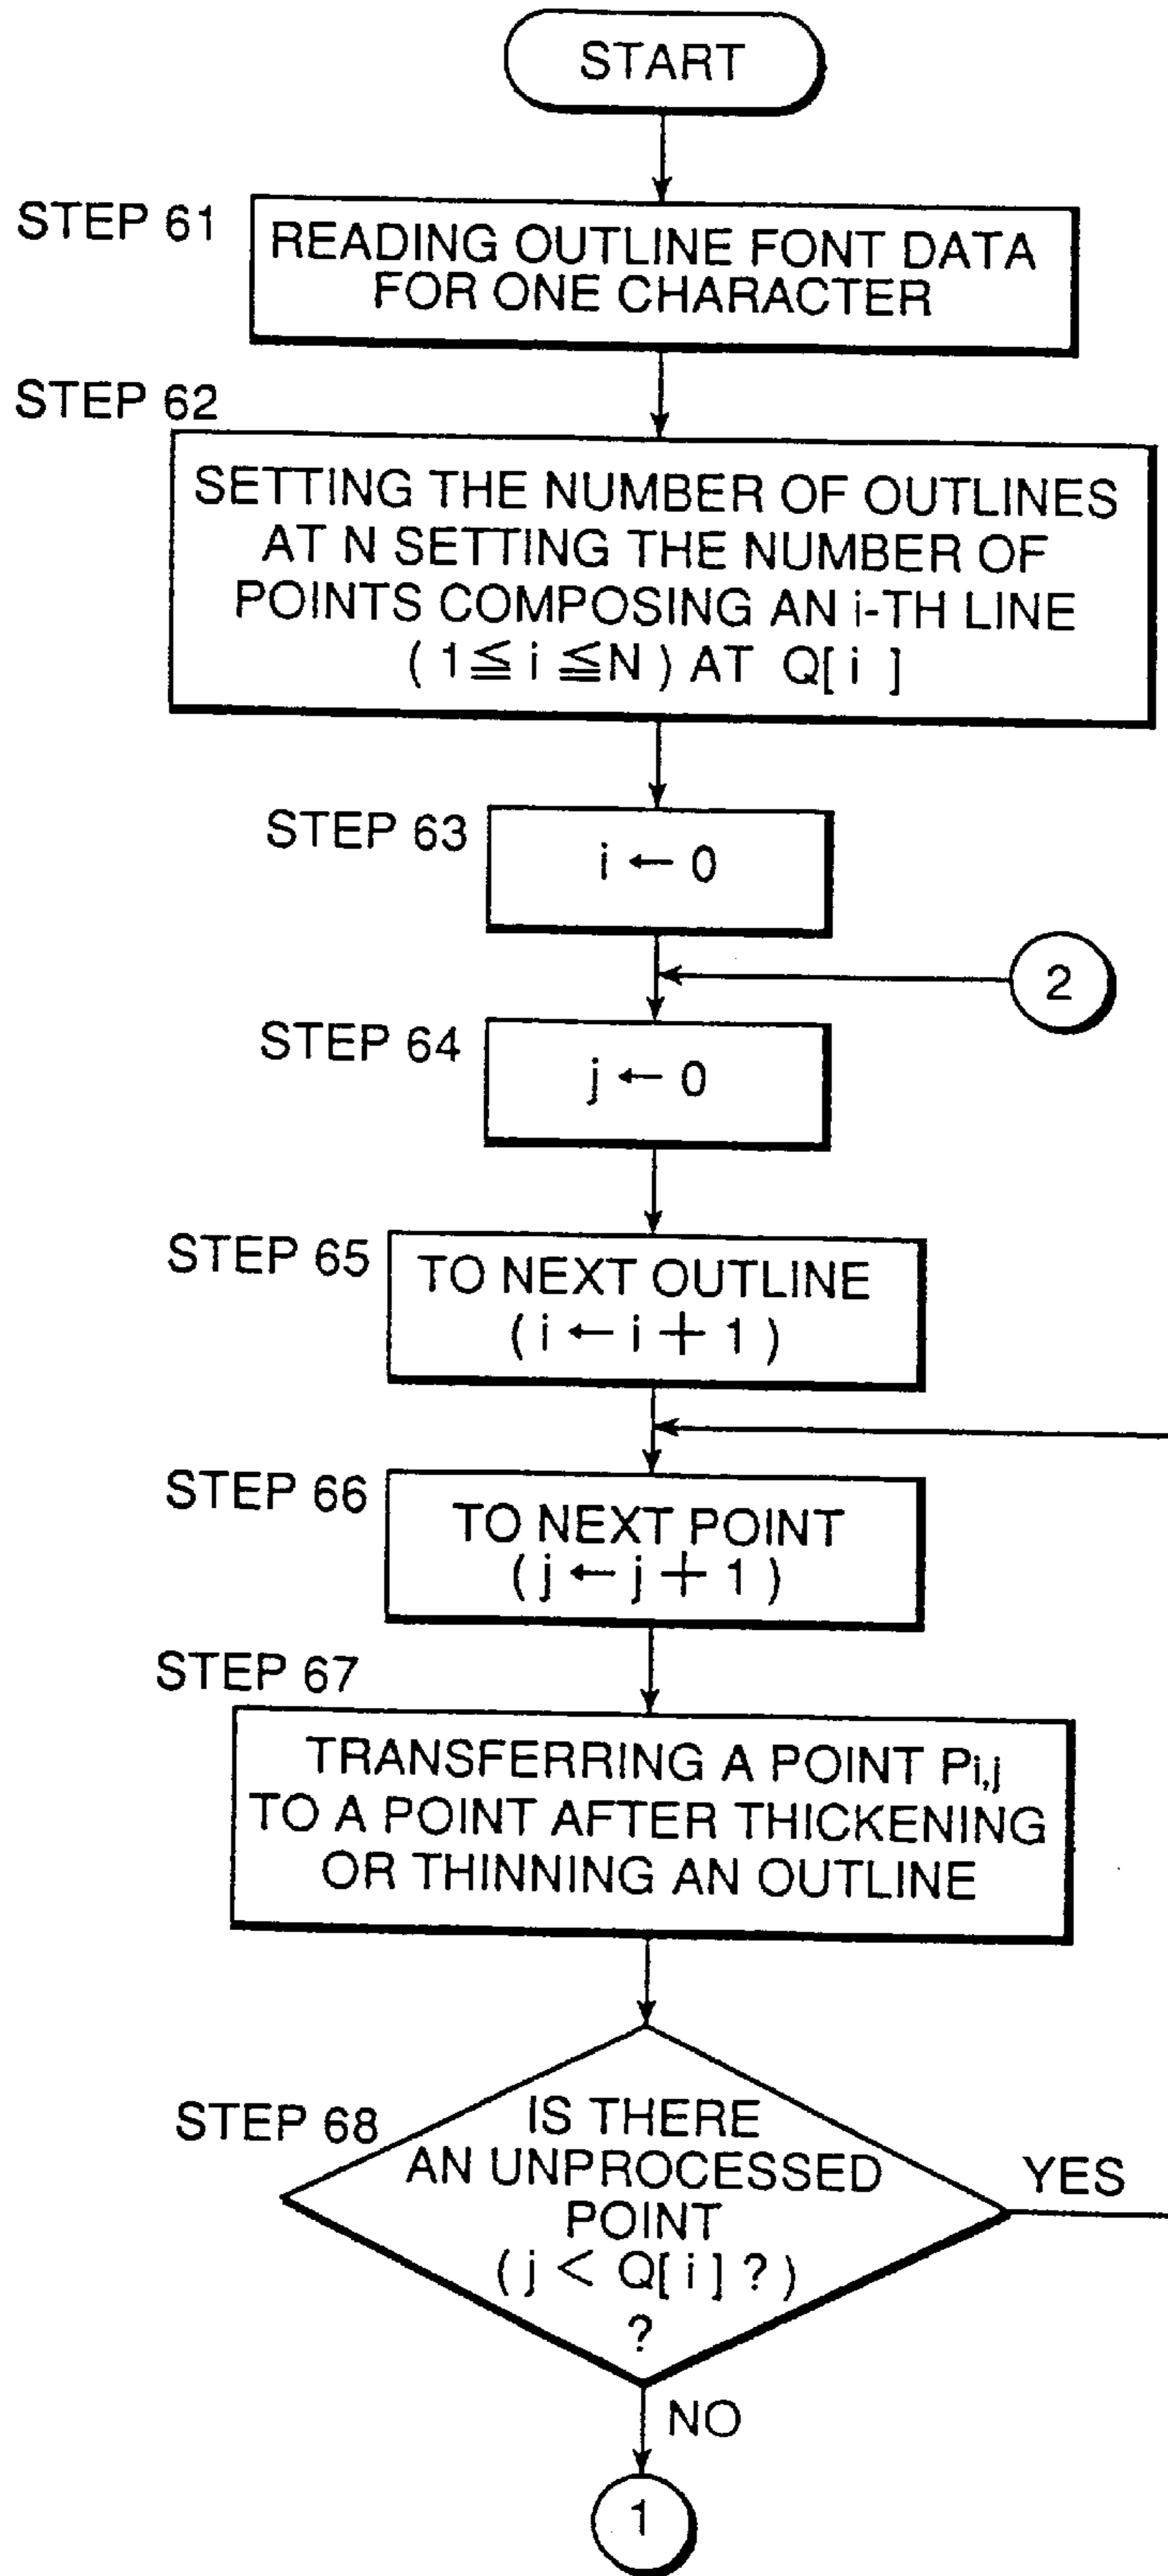 START
STEP 61
READING OUTLINE FONT DATA
FOR ONE CHARACTER
STEP 62
SETTING THE NUMBER OF OUTLINES
AT N SETTING THE NUMBER OF
POINTS COMPOSING AN i-TH LINE
( 1≦ i ≦N ) AT Q[ i ]
STEP 63
i ← 0
2
STEP 64
j ← 0
STEP 65
TO NEXT OUTLINE
( i ← i + 1 )
STEP 66
TO NEXT POINT
( j ← j + 1 )
STEP 67
TRANSFERRING A POINT Pi,j
TO A POINT AFTER THICKENING
OR THINNING AN OUTLINE
STEP 68
IS THERE
AN UNPROCESSED
POINT
( j < Q[ i ] ? )
?
YES
NO
1